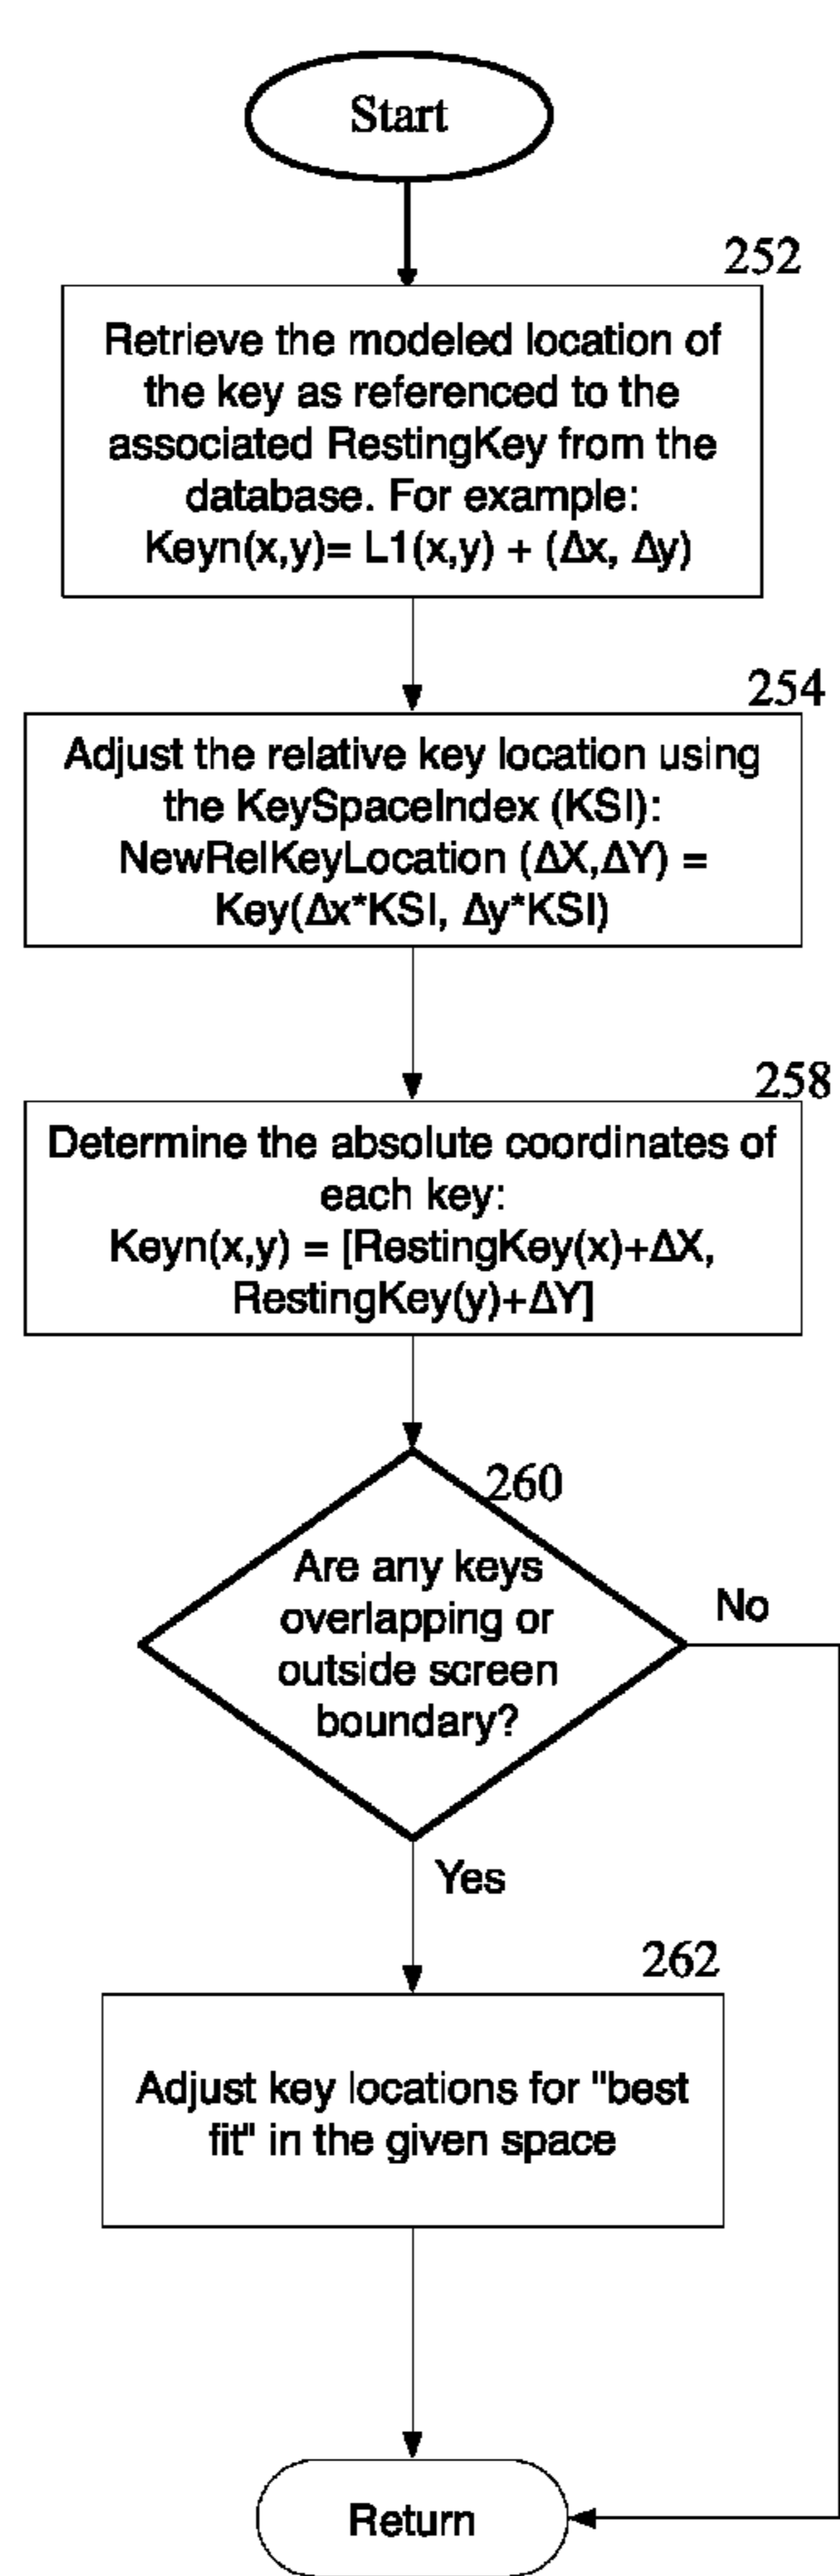 Start
252
Retrieve the modeled location of
the key as referenced to the
associated RestingKey from the
database. For example:
Keyn(x,y)= L1(x,y) + (Δx, Δy)
254
Adjust the relative key location using
the KeySpaceIndex (KSI):
NewRelKeyLocation (ΔX,ΔY) =
Key(Δx*KSI, Δy*KSI)
258
Determine the absolute coordinates of
each key:
Keyn(x,y) = [RestingKey(x)+ΔX,
RestingKey(y)+ΔY]
260
Are any keys
overlapping or
outside screen
boundary?
No
Yes
262
Adjust key locations for "best
fit" in the given space
Return